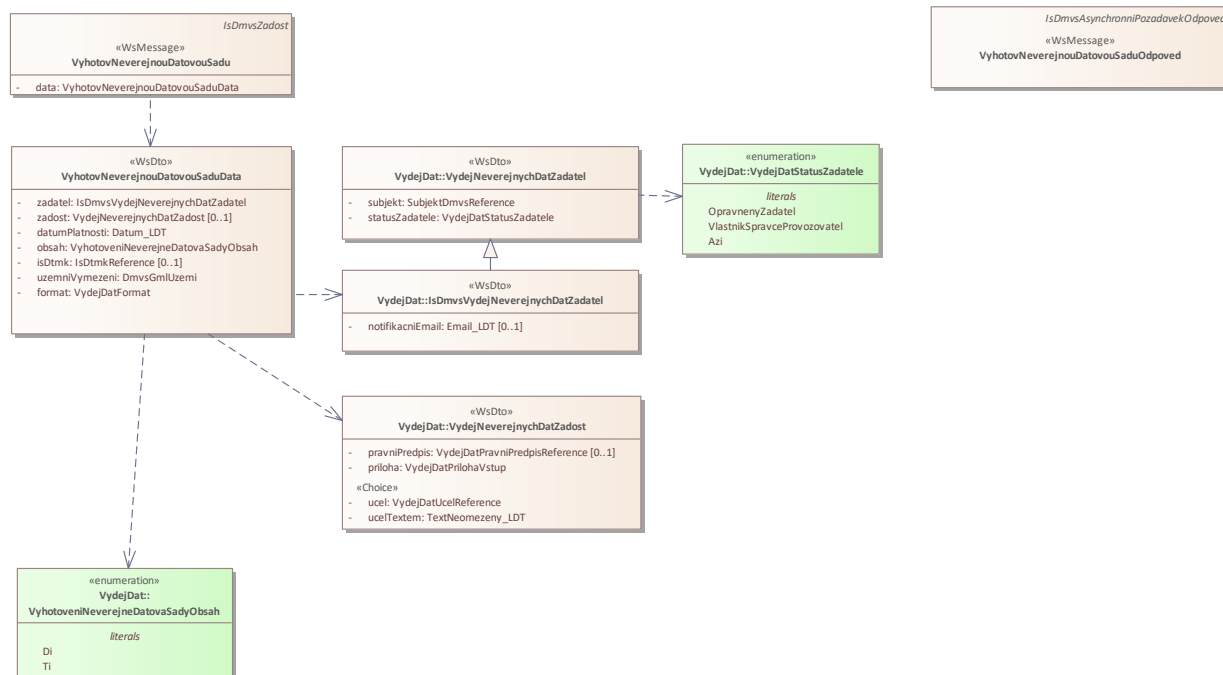 IsDmvsZadost
«WsMessage»
VyhotovNeverejnouDatovouSadu
- data: VyhotovNeverejnouDatovouSaduData
IsDmvsAsynchronniPozadavekOdpoved
«WsMessage»
VyhotovNeverejnouDatovouSaduOdpoved
«WsDto»
VyhotovNeverejnouDatovouSaduData
- zadatel: IsDmvsVydejNeverejnychDatZadatel
- zadost: VydejNeverejnychDatZadost [0..1]
- datumPlatnosti: Datum_LDT
- obsah: VyhotoveniNeverejneDatovaSadyObsah
- isDtmk: IsDtmkReference [0..1]
- uzemniVymezeni: DmvsGmlUzemi
- format: VydejDatFormat
«WsDto»
VydejDat::VydejNeverejnychDatZadatel
- subjekt: SubjektDmvsReference
- statusZadatele: VydejDatStatusZadatele
«enumeration»
VydejDat::VydejDatStatusZadatele
literals
OpravnenyZadatel
VlastnikSpravceProvozovatel
Azi
«WsDto»
VydejDat::IsDmvsVydejNeverejnychDatZadatel
- notifikacniEmail: Email_LDT [0..1]
«WsDto»
VydejDat::VydejNeverejnychDatZadost
- pravniPredpis: VydejDatPravniPredpisReference [0..1]
- priloha: VydejDatPrilohaVstup
«Choice»
- ucel: VydejDatUcelReference
- ucelTextem: TextNeomezeny_LDT
«enumeration»
VydejDat::
VyhotoveniNeverejneDatovaSadyObsah
literals
Di
Ti